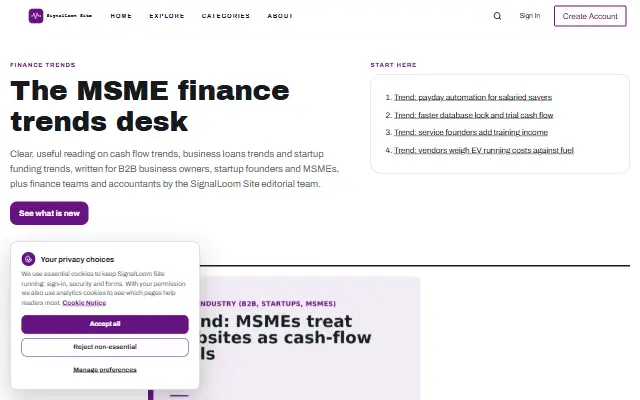 SignalLoom Site
HOME
EXPLORE
CATEGORIES
ABOUT
Sign In
Create Account
FINANCE TRENDS
The MSME finance
trends desk
Clear, useful reading on cash flow trends, business loans trends and startup
funding trends, written for B2B business owners, startup founders and MSMEs,
plus finance teams and accountants by the SignalLoom Site editorial team.
See what is new
START HERE
1. Trend: payday automation for salaried savers
2. Trend: faster database look and trial cash flow
3. Trend: service founders add training income
4. Trend: vendors weigh EV running costs against fuel
Your privacy choices
We use essential cookies to keep SignalLoom Site
running: sign-in, security and forms. With your permission
we also use analytics cookies to see which pages help
readers most. Cookie Notice
Accept all
Reject non-essential
Manage preferences
NDUSTRY (B2B, STARTUPS, MSMES)
nd: MSMEs treat
bsites as cash-flow
ls